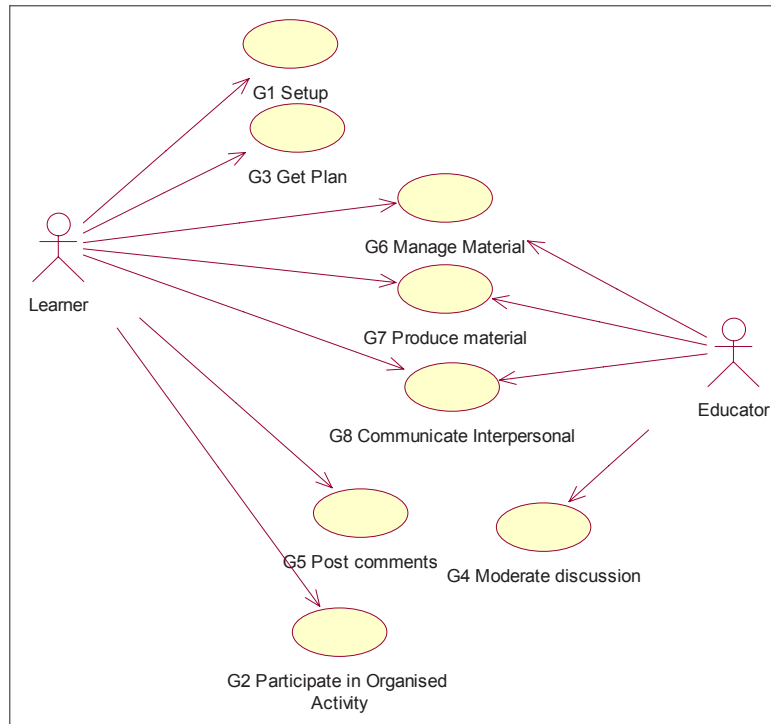 G1 Setup
G3 Get Plan
G6 Manage Material
Learner
G7 Produce material
Educator
G8 Communicate Interpersonal
G5 Post comments
G4 Moderate discussion
G2 Participate in Organised
Activity